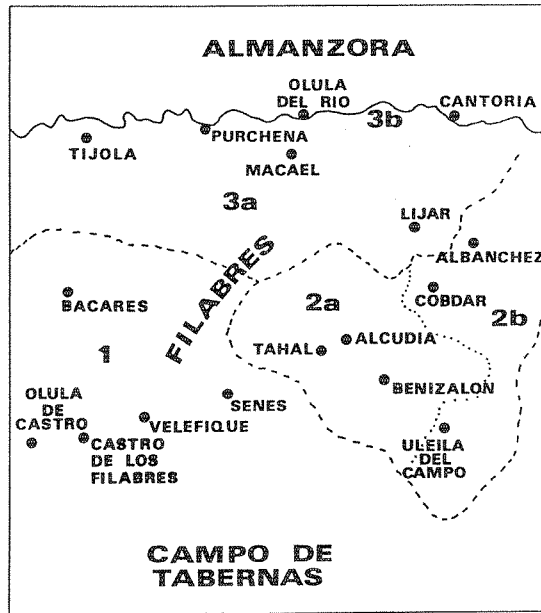 ALMANZORA
OLULA
DEL RIO
CANTORIA
3b
PURCHENA
TIJOLA
MACAEL
3a
LIJAR
ALBANCHEZ
FILABRES
BACARES
2a
COBDAR
2b
1
ALCUDIA
TAHAL
BENIZALON
OLULA
DE
CASTRO
SENES
VELEFIQUE
CASTRO
DE LOS
FILABRES
ULEILA
DEL
CAMPO
CAMPO DE
TABERNAS